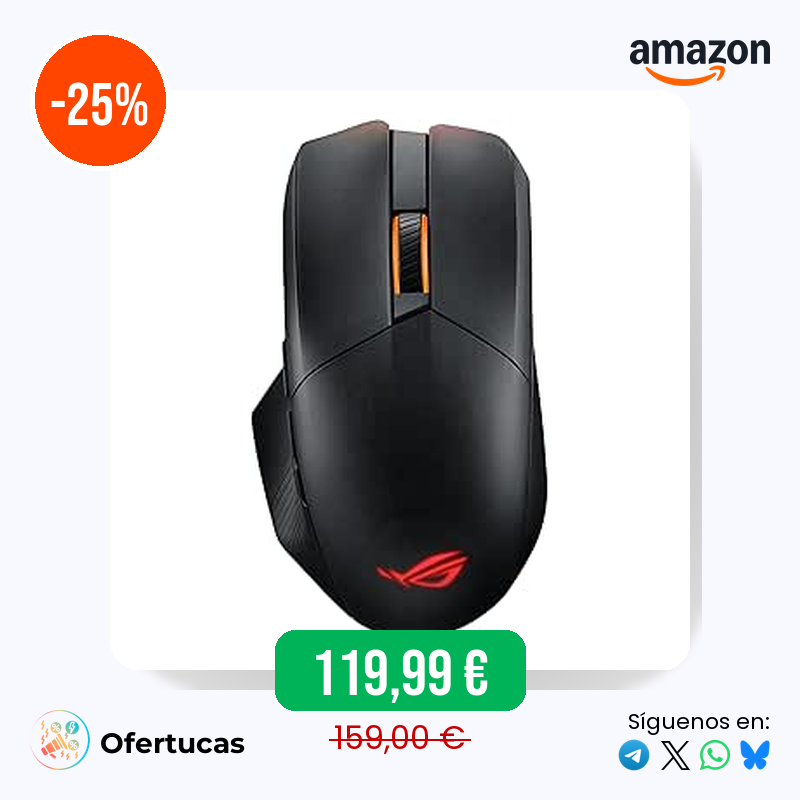 -25%
amazon
119,99 €
159,00 €
Ofertucas
Síguenos en: